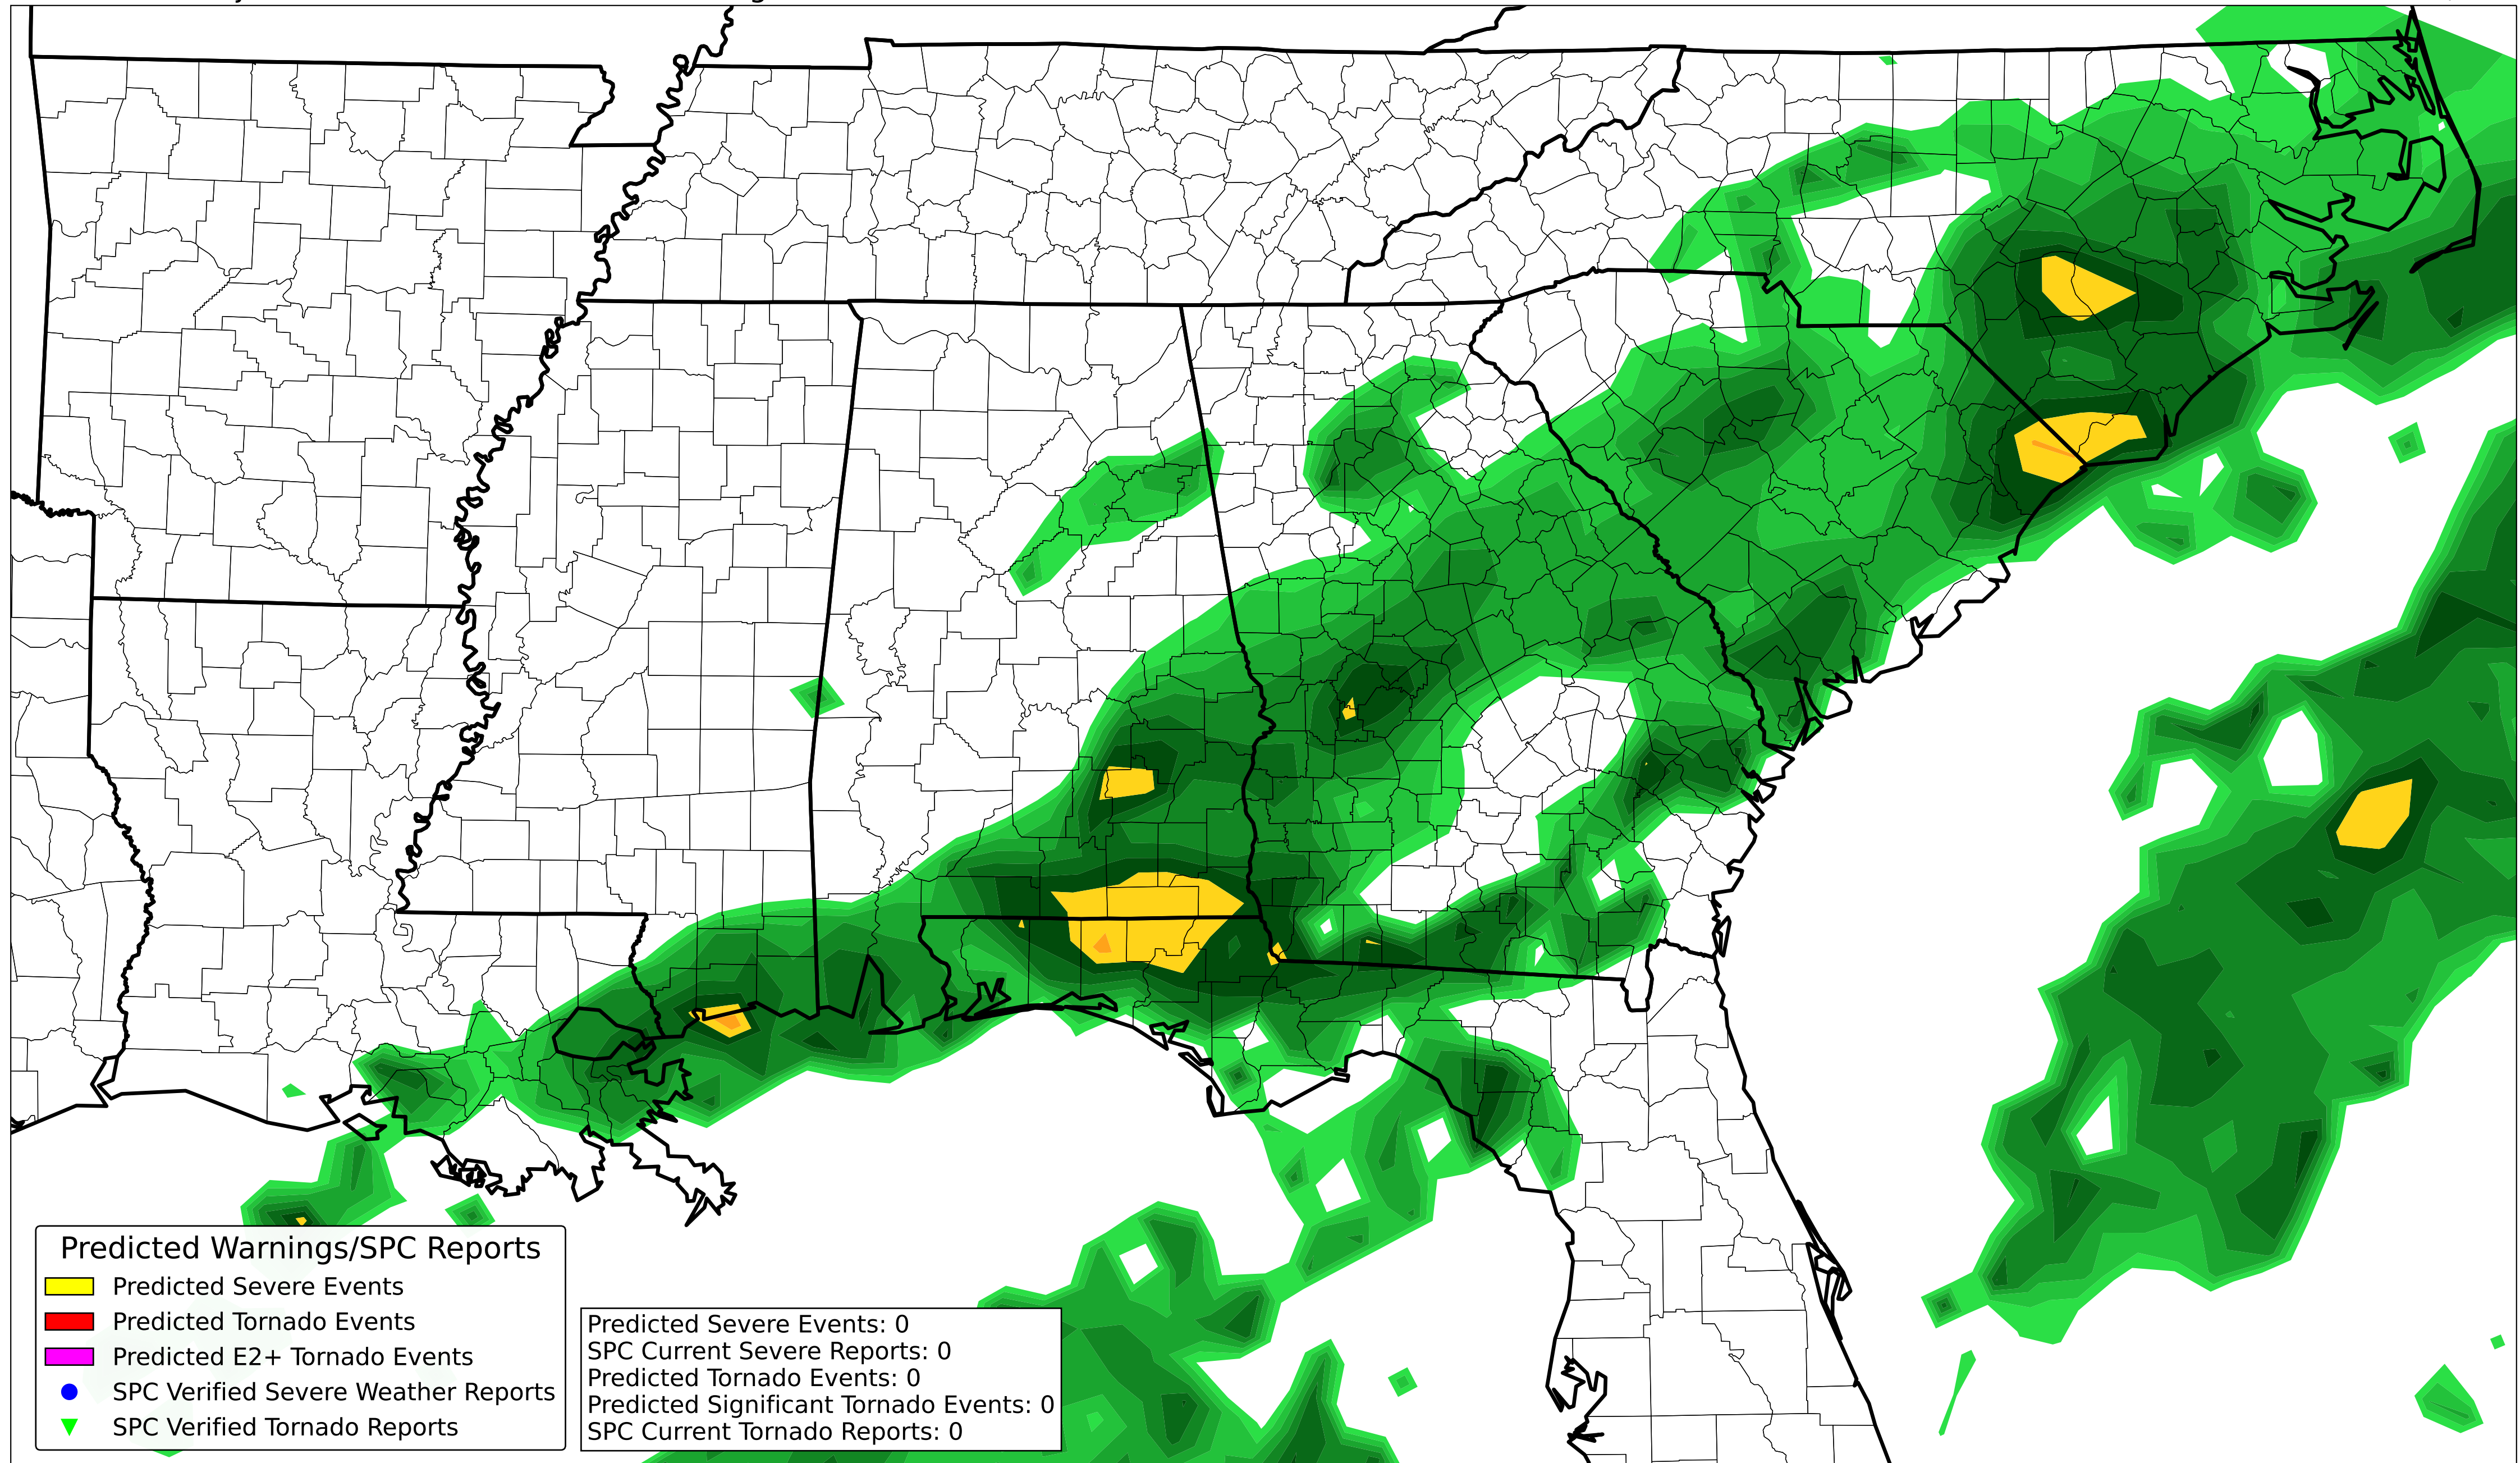 Predicted Warnings/SPC Reports
Predicted Severe Events
Predicted Tornado Events
Predicted E2+ Tornado Events
SPC Verified Severe Weather Reports
SPC Verified Tornado Reports
Predicted Severe Events: 0
SPC Current Severe Reports: 0
Predicted Tornado Events: 0
Predicted Significant Tornado Events: 0
SPC Current Tornado Reports: 0